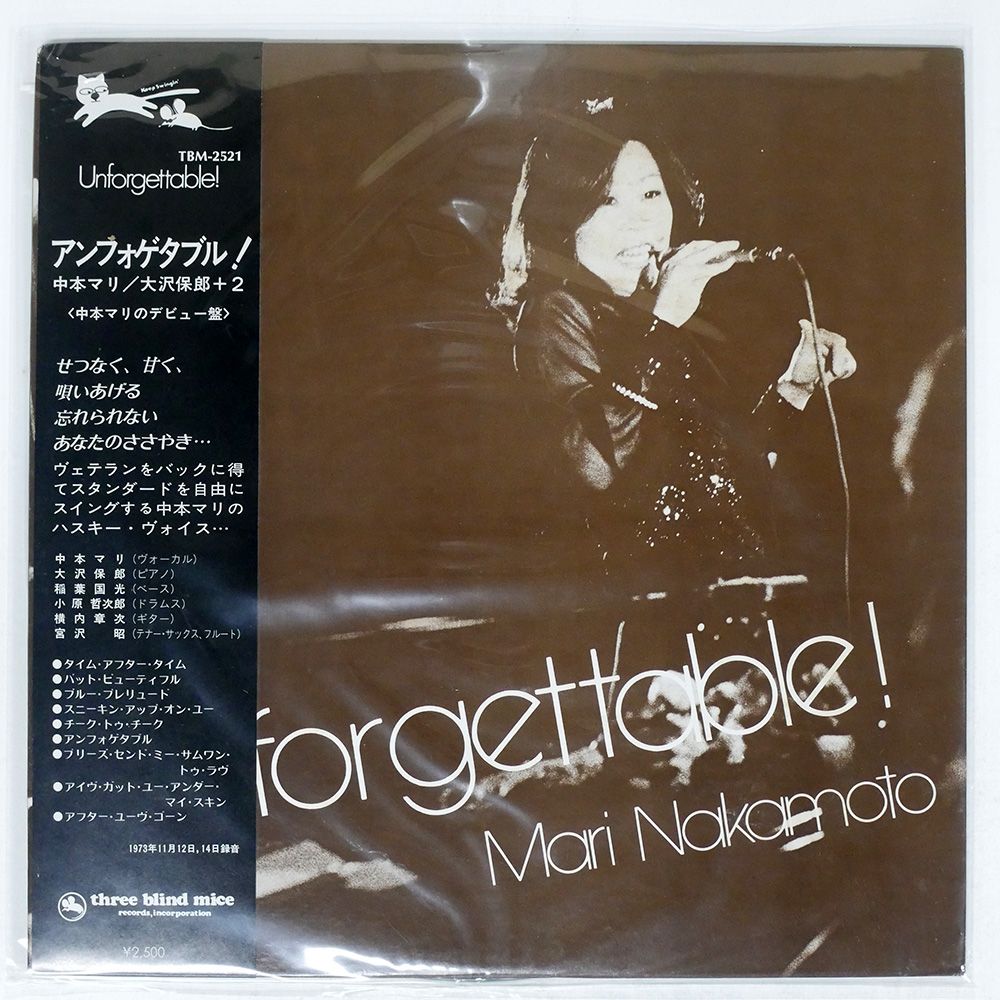 Keep Swingin'
TBM-2521
Unforgettable!
アンフォゲタブル!
中本マリ/大沢保郎+2
〈中本マリのデビュー盤〉
せつなく、甘く、
唄いあげる
忘れられない
あなたのささやき…
ヴェテランをバックに得
てスタンダードを自由に
スイングする中本マリの
ハスキー・ヴォイス…
中本マリ(ヴォーカル)
大沢保郎(ピアノ)
稲葉国光(ベース)
小原哲次郎(ドラムス)
横内章次(ギター)
宮沢昭(テナー・サックス、フルート)
●タイム・アフター・タイム
●バット・ビューティフル
●ブルー・プレリュード
●スニーキン・アップ・オン・ユー
●チーク・トゥ・チーク
●アンフォゲタブル
●プリーズ・センド・ミー・サムワン・
トゥ・ラヴ
●アイヴ・ガット・ユー・アンダー・
マイ・スキン
●アフター・ユーヴ・ゴーン
1973年11月12日,14日録音
three blind mice
records, incorporation
¥2,500
forgettable!
Mari Nakamoto